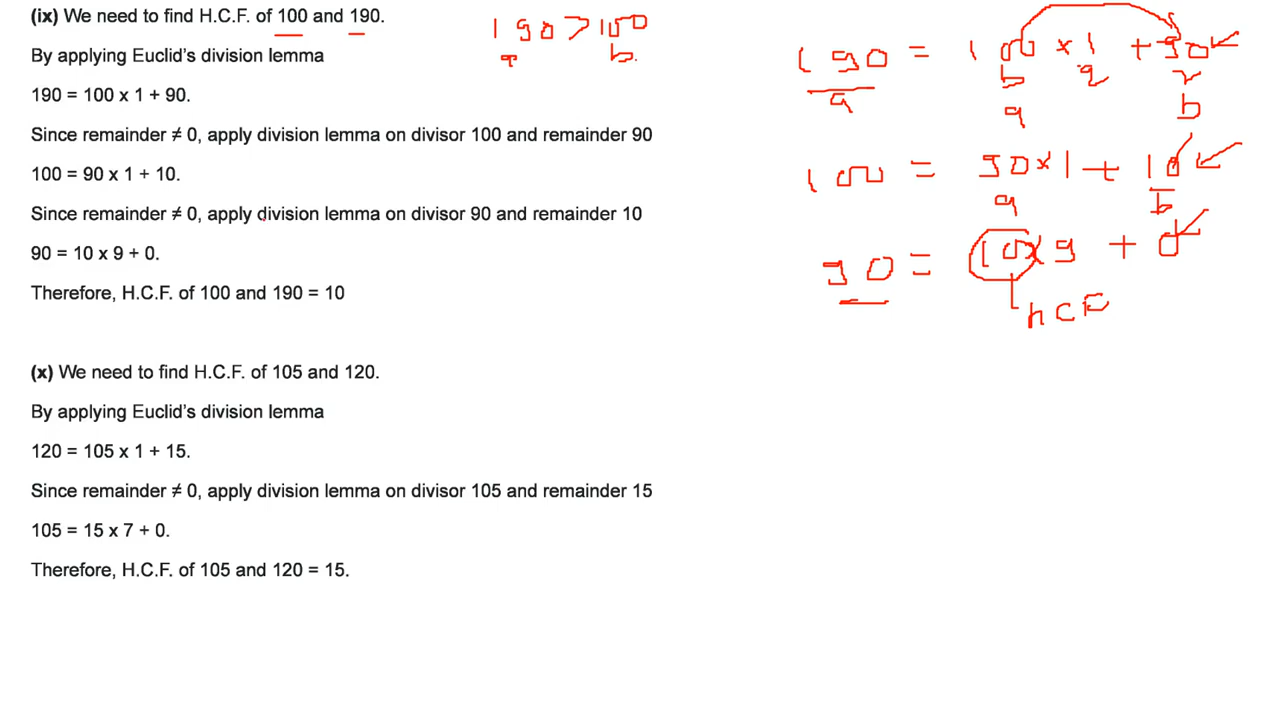 (ix) We need to find H.C.F. of 100 and 190.
190 > 100
a b.
By applying Euclid's division lemma
190 = 100 x 1 + 90.
Since remainder ≠ 0, apply division lemma on divisor 100 and remainder 90
100 = 90 x 1 + 10.
Since remainder ≠ 0, apply division lemma on divisor 90 and remainder 10
90 = 10 x 9 + 0.
Therefore, H.C.F. of 100 and 190 = 10
190 = 100 x 1 + 90
a b q r
a b
100 = 90 x 1 + 10
a b
90 = 10 x 9 + 0
h C F
(x) We need to find H.C.F. of 105 and 120.
By applying Euclid's division lemma
120 = 105 x 1 + 15.
Since remainder ≠ 0, apply division lemma on divisor 105 and remainder 15
105 = 15 x 7 + 0.
Therefore, H.C.F. of 105 and 120 = 15.